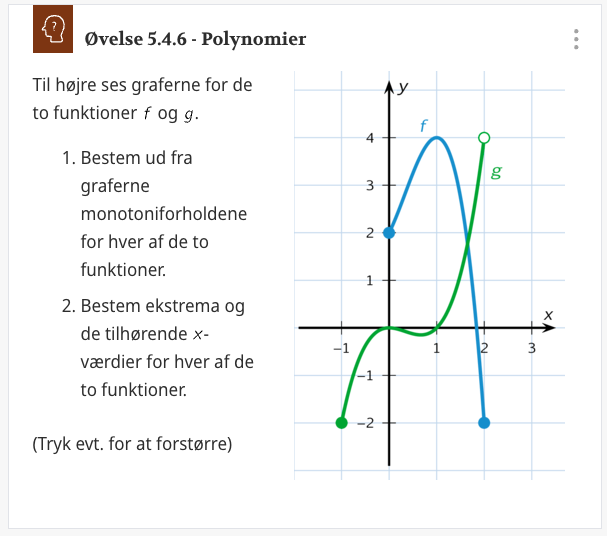 ?
Øvelse 5.4.6 - Polynomier
Til højre ses graferne for de
to funktioner f og g.
1. Bestem ud fra
graferne
monotoniforholdene
for hver af de to
funktioner.
2. Bestem ekstrema og
de tilhørende x-
værdier for hver af de
to funktioner.
(Tryk evt. for at forstørre)
y
f
4
g
3
2
1
x
−1
1
2
3
−1
−2